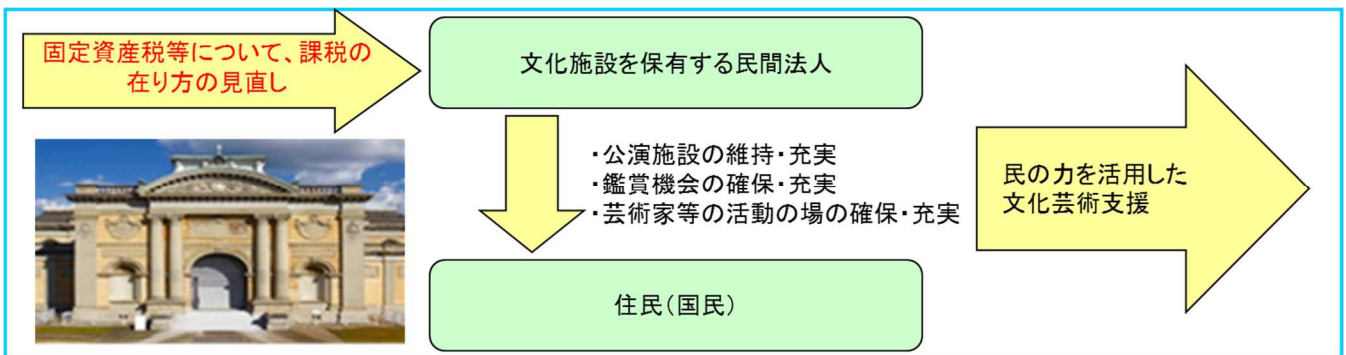 固定資産税等について、課税の
在り方の見直し
文化施設を保有する民間法人
・公演施設の維持・充実
・鑑賞機会の確保・充実
・芸術家等の活動の場の確保・充実
民の力を活用した
文化芸術支援
住民(国民)